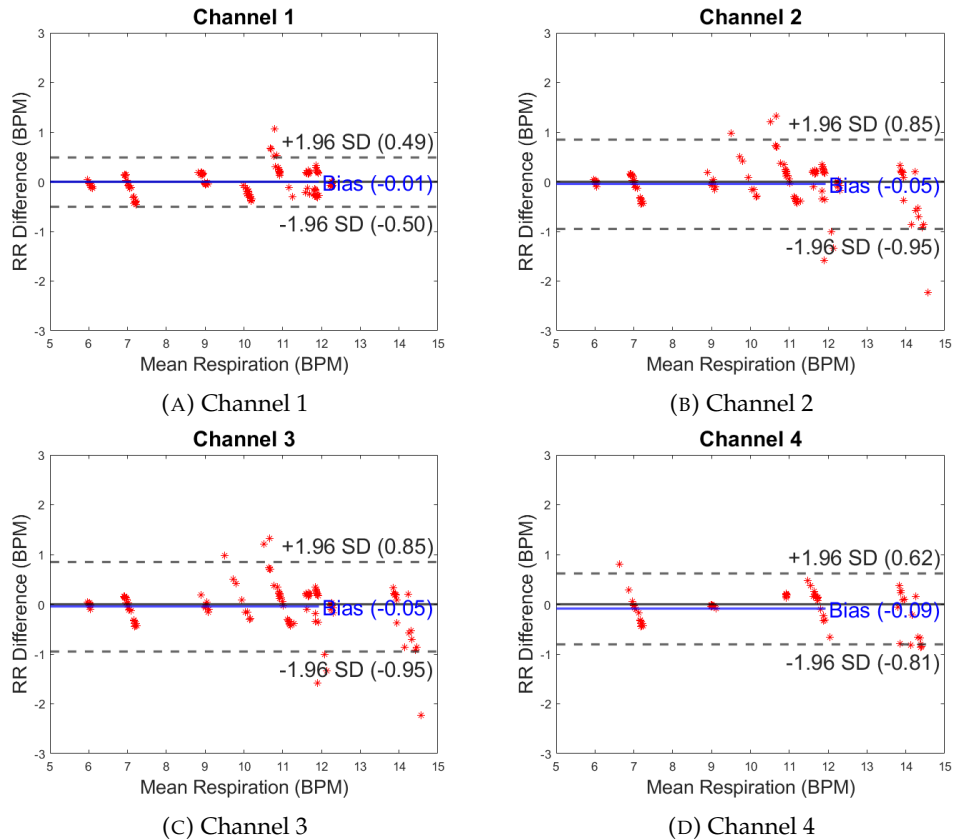 Channel 1
3
2
1
0
-1
-2
-3
RR Difference (BPM)
+1.96 SD (0.49)
Bias (-0.01)
-1.96 SD (-0.50)
5 6 7 8 9 10 11 12 13 14 15
Mean Respiration (BPM)
(A) Channel 1
Channel 2
3
2
1
0
-1
-2
-3
RR Difference (BPM)
+1.96 SD (0.85)
Bias (-0.05)
-1.96 SD (-0.95)
5 6 7 8 9 10 11 12 13 14 15
Mean Respiration (BPM)
(B) Channel 2
Channel 3
3
2
1
0
-1
-2
-3
RR Difference (BPM)
+1.96 SD (0.85)
Bias (-0.05)
-1.96 SD (-0.95)
5 6 7 8 9 10 11 12 13 14 15
Mean Respiration (BPM)
(C) Channel 3
Channel 4
3
2
1
0
-1
-2
-3
RR Difference (BPM)
+1.96 SD (0.62)
Bias (-0.09)
-1.96 SD (-0.81)
5 6 7 8 9 10 11 12 13 14 15
Mean Respiration (BPM)
(D) Channel 4